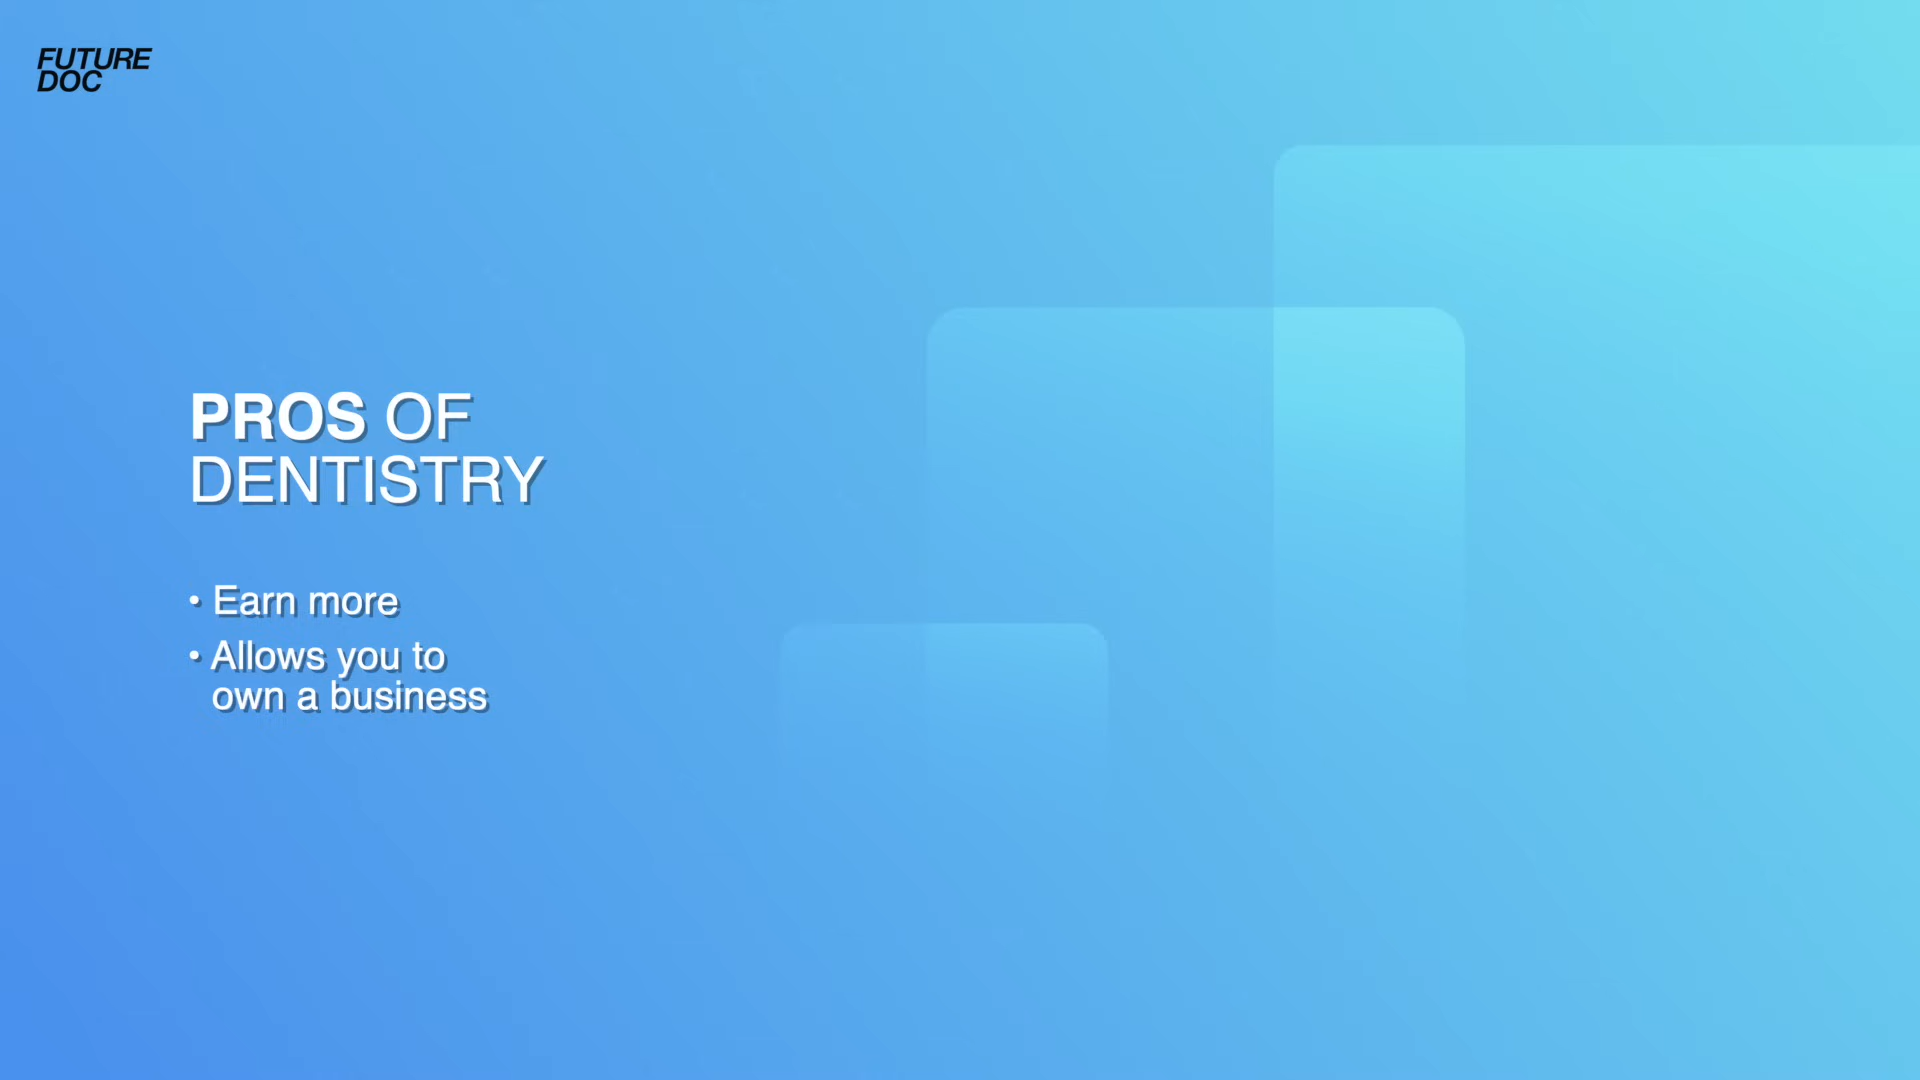 FUTURE
DOC
PROS OF
DENTISTRY
• Earn more
• Allows you to
own a business